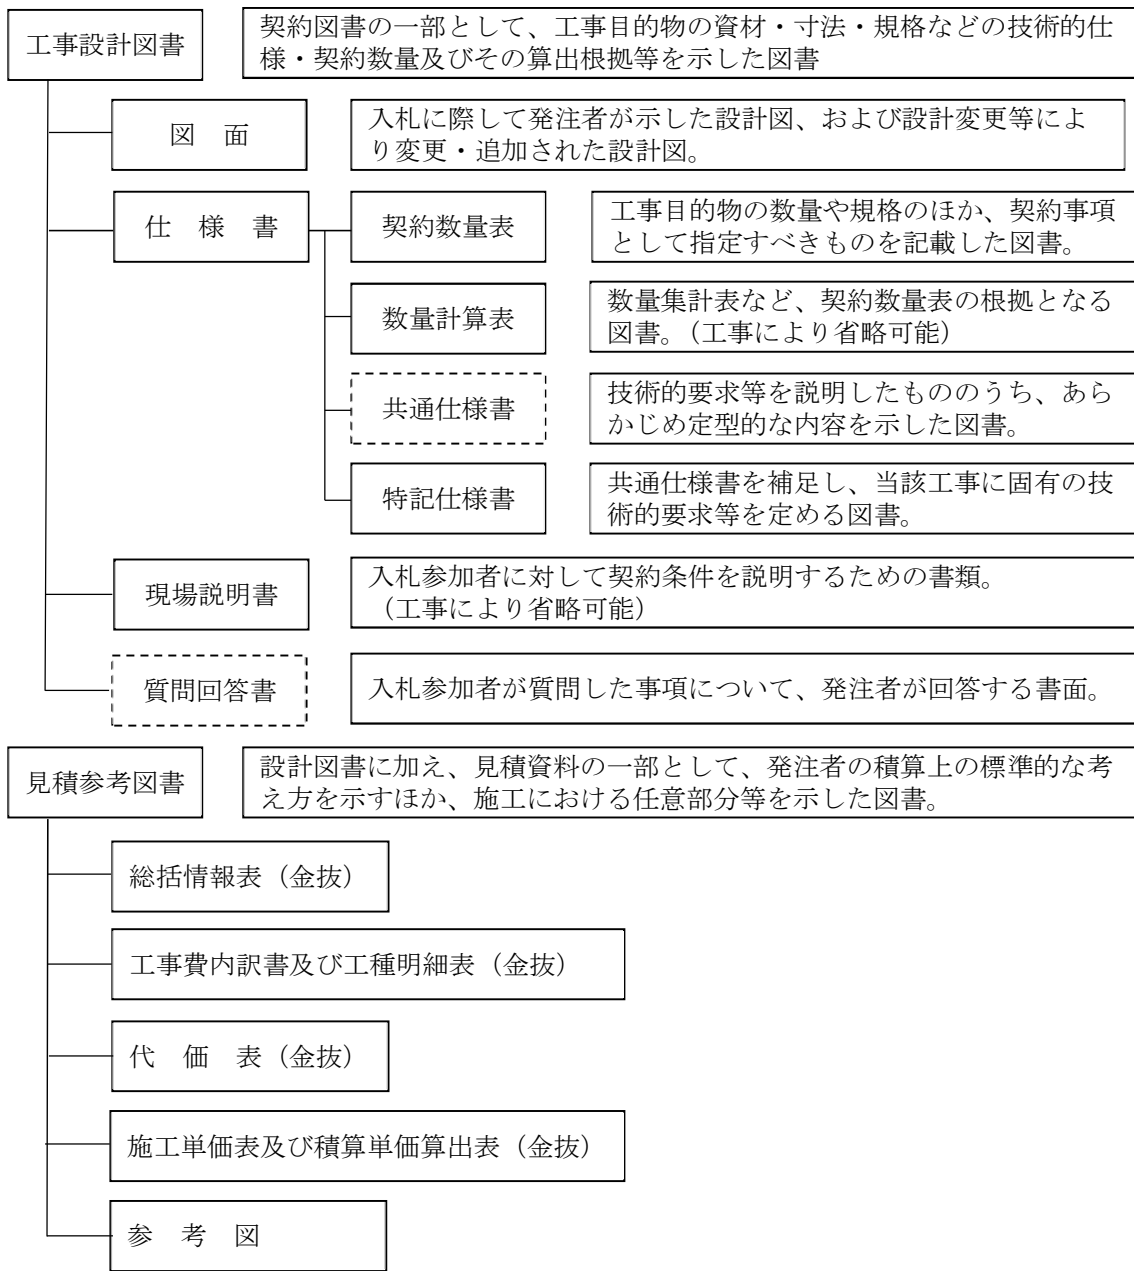 工事設計図書
契約図書の一部として、工事目的物の資材・寸法・規格などの技術的仕
様・契約数量及びその算出根拠等を示した図書
図　面
入札に際して発注者が示した設計図、および設計変更等によ
り変更・追加された設計図。
仕　様　書
契約数量表
工事目的物の数量や規格のほか、契約事項
として指定すべきものを記載した図書。
数量計算表
数量集計表など、契約数量表の根拠となる
図書。（工事により省略可能）
共通仕様書
技術的要求等を説明したもののうち、あら
かじめ定型的な内容を示した図書。
特記仕様書
共通仕様書を補足し、当該工事に固有の技
術的要求等を定める図書。
現場説明書
入札参加者に対して契約条件を説明するための書類。
（工事により省略可能）
質問回答書
入札参加者が質問した事項について、発注者が回答する書面。
見積参考図書
設計図書に加え、見積資料の一部として、発注者の積算上の標準的な考
え方を示すほか、施工における任意部分等を示した図書。
総括情報表（金抜）
工事費内訳書及び工種明細表（金抜）
代　価　表（金抜）
施工単価表及び積算単価算出表（金抜）
参　考　図